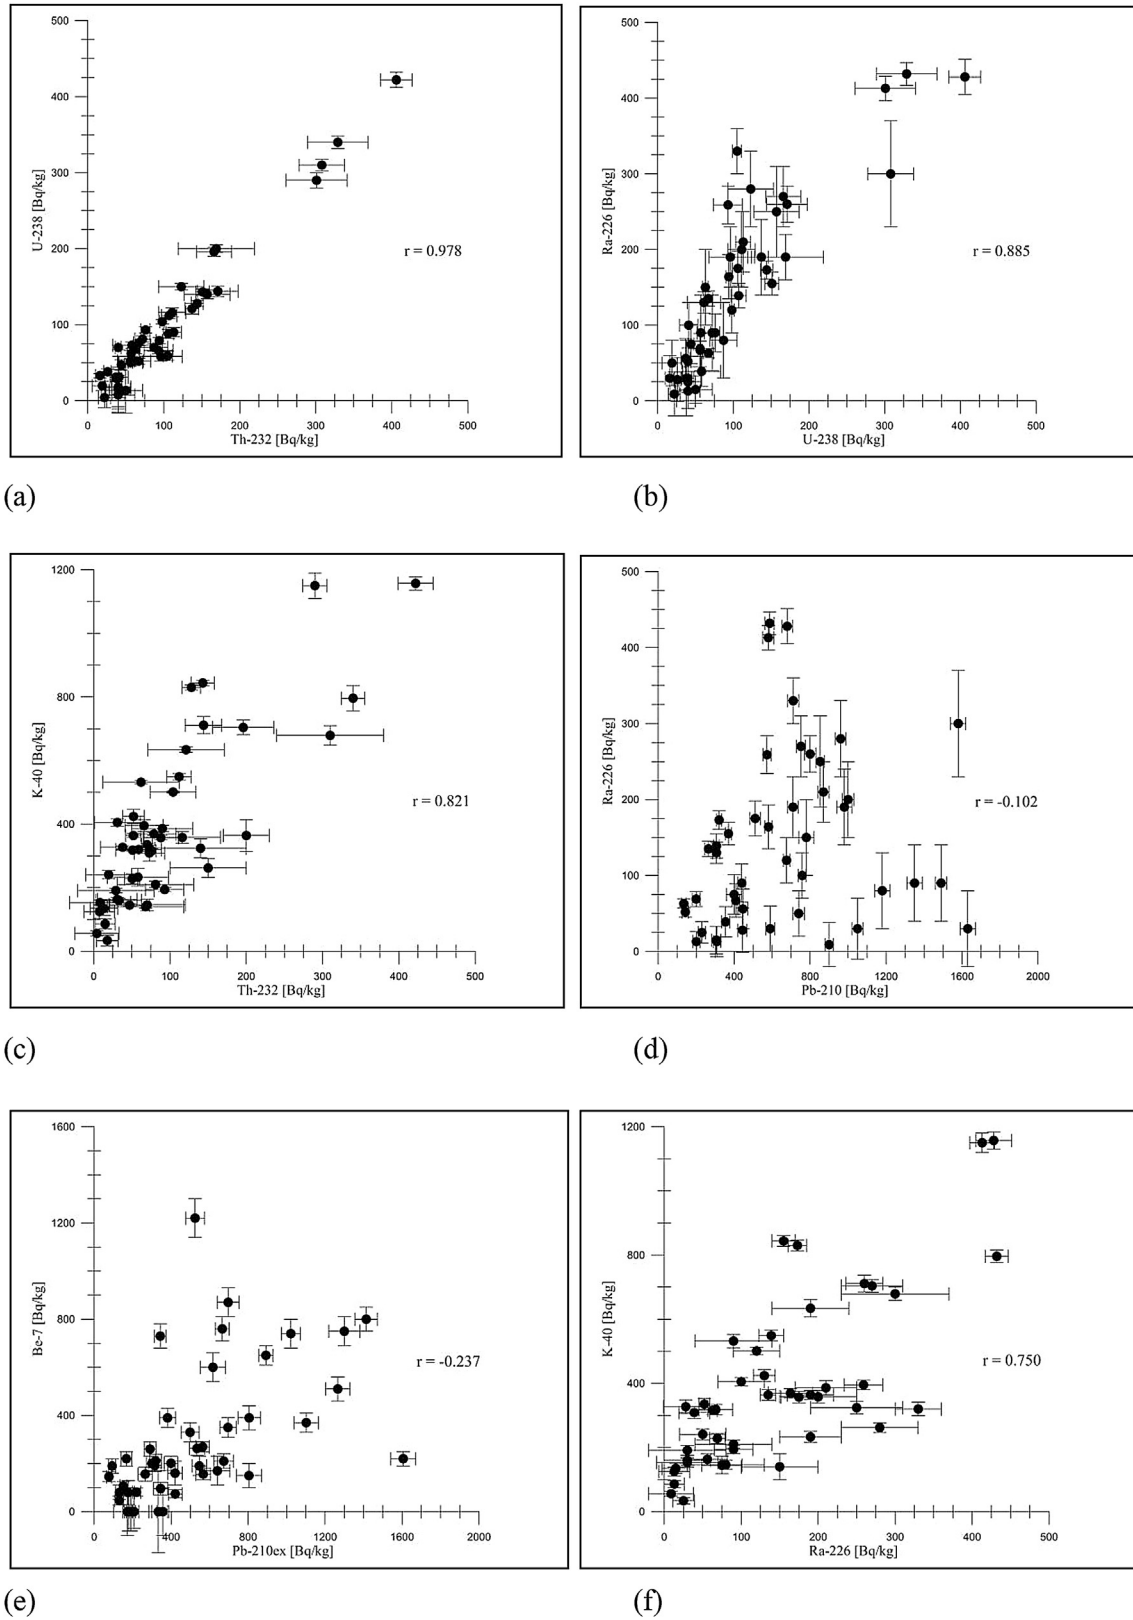 500
400
300
200
100
0
U-238 [Bq/kg]
r = 0.978
0 100 200 300 400 500
Th-232 [Bq/kg]
500
400
300
200
100
0
Ra-226 [Bq/kg]
r = 0.885
0 100 200 300 400 500
U-238 [Bq/kg]
(a)
(b)
1200
800
400
0
K-40 [Bq/kg]
r = 0.821
0 100 200 300 400 500
Th-232 [Bq/kg]
500
400
300
200
100
0
Ra-226 [Bq/kg]
r = -0.102
0 400 800 1200 1600 2000
Pb-210 [Bq/kg]
(c)
(d)
1600
1200
800
400
0
Be-7 [Bq/kg]
r = -0.237
0 400 800 1200 1600 2000
Pb-210ex [Bq/kg]
1200
800
400
0
K-40 [Bq/kg]
r = 0.750
0 100 200 300 400 500
Ra-226 [Bq/kg]
(e)
(f)